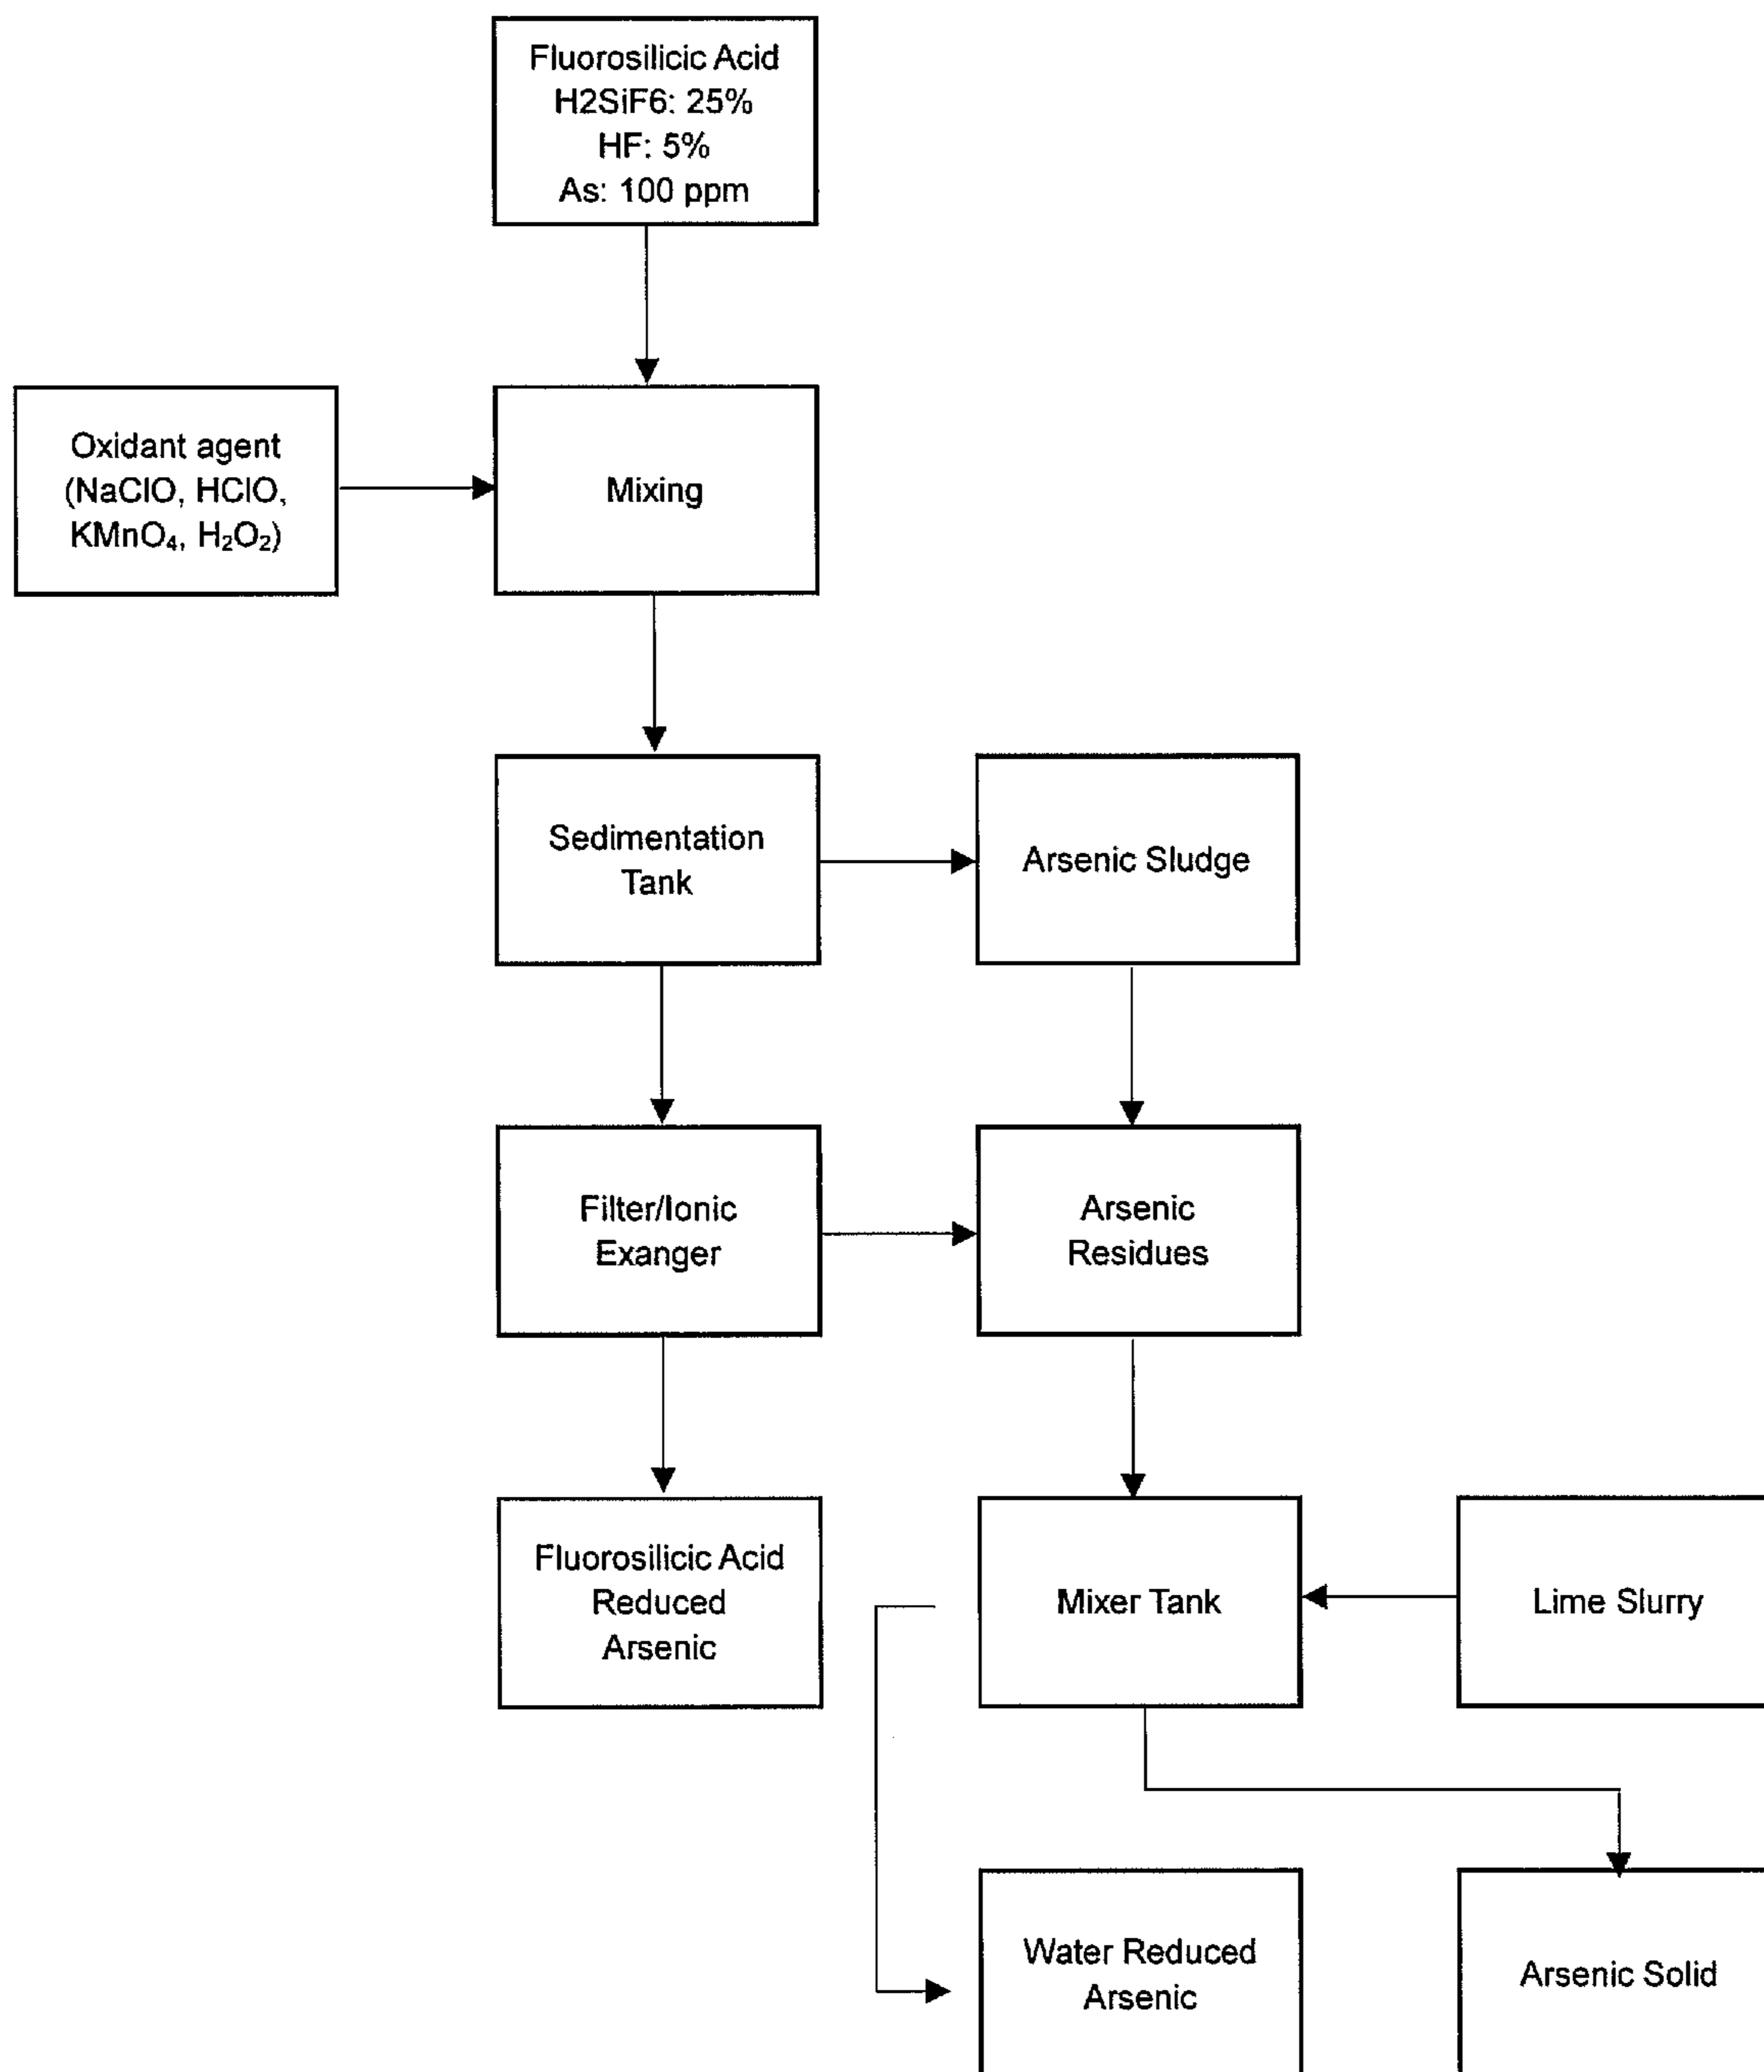 Fluorosilicic Acid
H2SiF6: 25%
HF: 5%
As: 100 ppm
Oxidant agent
(NaClO, HClO,
KMnO₄, H₂O₂)
Mixing
Sedimentation
Tank
Arsenic Sludge
Filter/Ionic
Exanger
Arsenic
Residues
Fluorosilicic Acid
Reduced
Arsenic
Mixer Tank
Lime Slurry
Water Reduced
Arsenic
Arsenic Solid